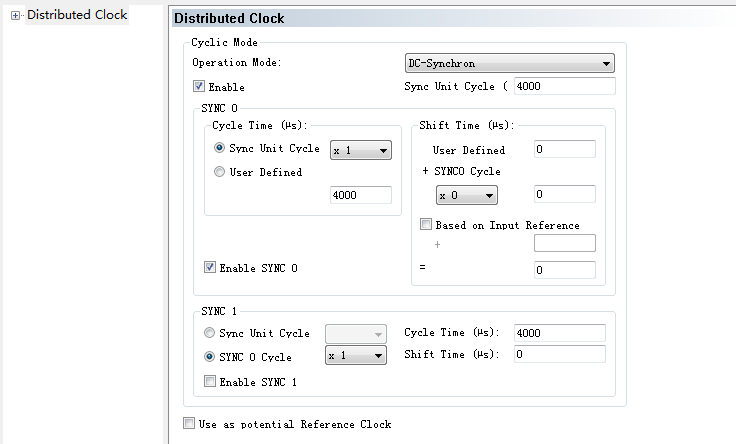 Distributed Clock
Distributed Clock
Cyclic Mode
Operation Mode:
DC-Synchron
Enable
Sync Unit Cycle (
4000
SYNC 0
Cycle Time (μs):
Sync Unit Cycle
x 1
User Defined
4000
Enable SYNC 0
Shift Time (μs):
User Defined
0
+ SYNC0 Cycle
x 0
0
Based on Input Reference
+
=
0
SYNC 1
Sync Unit Cycle
Cycle Time (μs):
4000
SYNC 0 Cycle
x 1
Shift Time (μs):
0
Enable SYNC 1
Use as potential Reference Clock